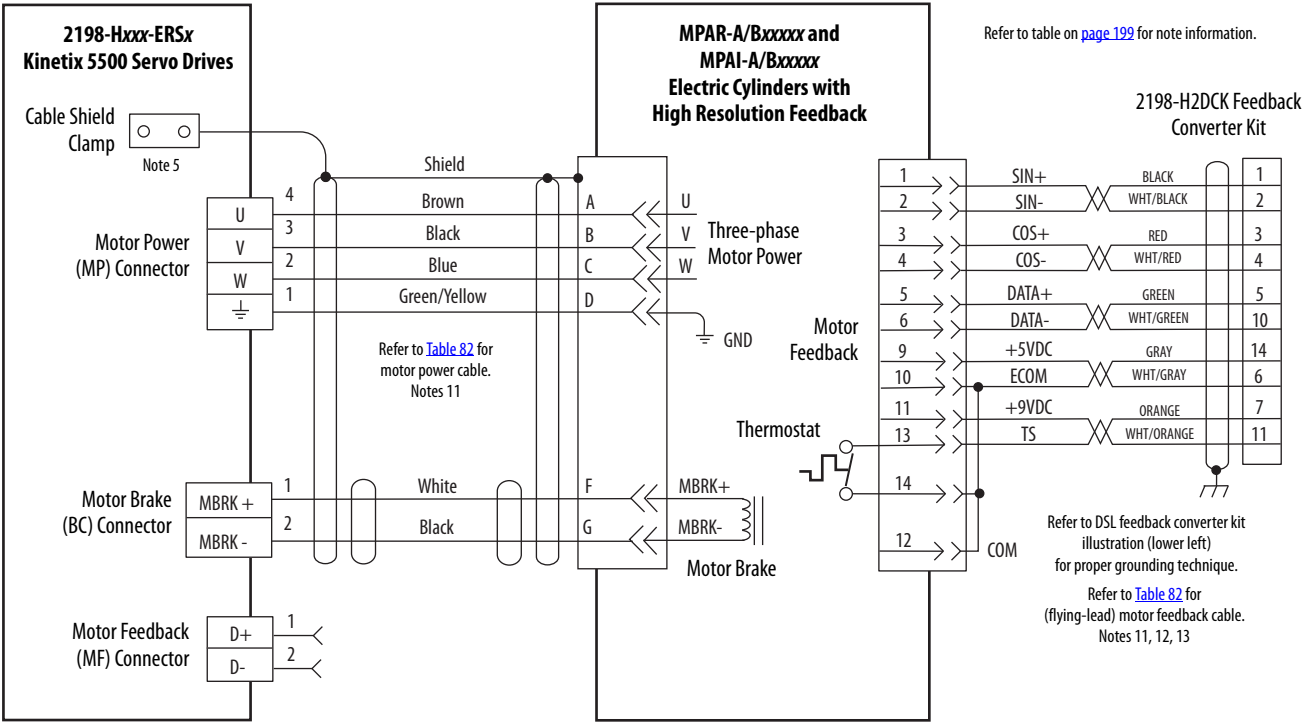 2198-Hxxx-ERSx
Kinetix 5500 Servo Drives
MPAR-A/Bxxxxx and
MPAI-A/Bxxxxx
Electric Cylinders with
High Resolution Feedback
Refer to table on page 199 for note information.
2198-H2DCK Feedback
Converter Kit
Cable Shield
Clamp
Note 5
Shield
Motor Power
(MP) Connector
U
4
Brown
A
U
V
3
Black
B
V
W
2
Blue
C
W
1
Green/Yellow
D
GND
Three-phase
Motor Power
Refer to Table 82 for
motor power cable.
Notes 11
Motor Brake
(BC) Connector
MBRK +
1
White
F
MBRK+
MBRK -
2
Black
G
MBRK-
Motor Brake
Motor Feedback
(MF) Connector
D+
1
D-
2
Motor
Feedback
Thermostat
1
SIN+
BLACK
1
2
SIN-
WHT/BLACK
2
3
COS+
RED
3
4
COS-
WHT/RED
4
5
DATA+
GREEN
5
6
DATA-
WHT/GREEN
10
9
+5VDC
GRAY
14
10
ECOM
WHT/GRAY
6
11
+9VDC
ORANGE
7
13
TS
WHT/ORANGE
11
14
12
COM
Refer to DSL feedback converter kit
illustration (lower left)
for proper grounding technique.
Refer to Table 82 for
(flying-lead) motor feedback cable.
Notes 11, 12, 13